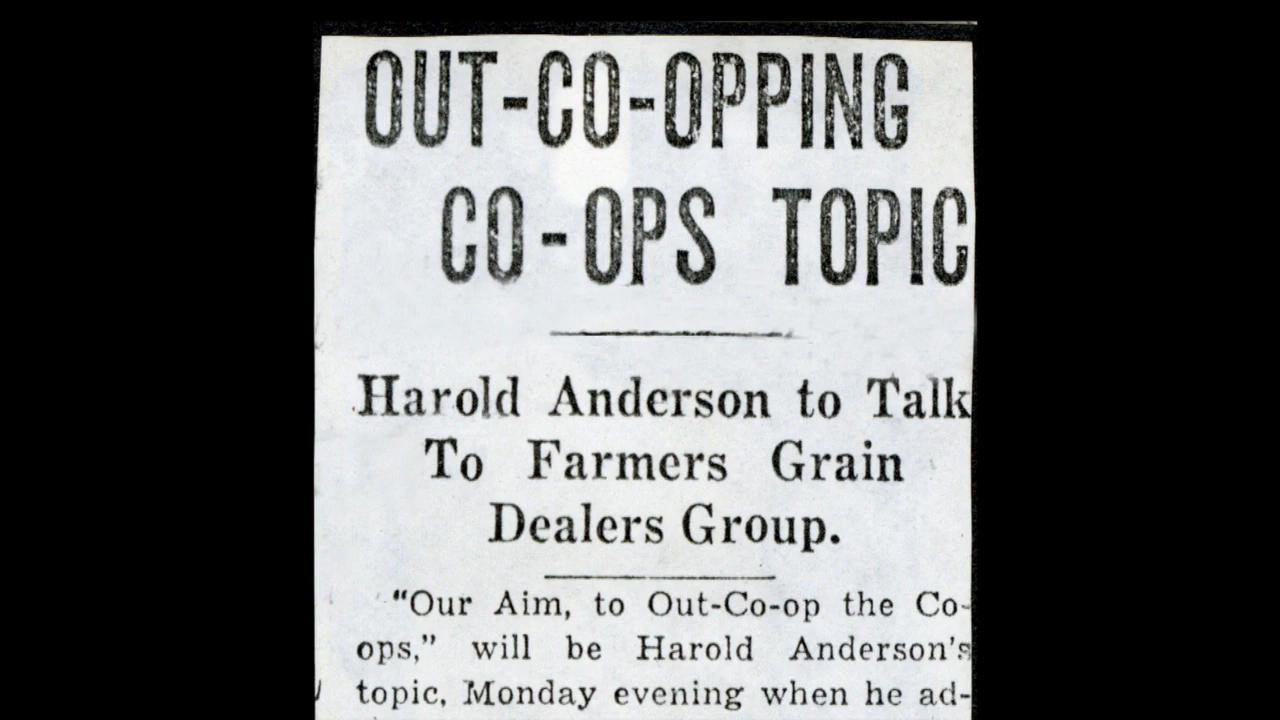 OUT-CO-OPPING
CO-OPS TOPIC
Harold Anderson to Talk
To Farmers Grain
Dealers Group.
"Our Aim, to Out-Co-op the Co-
ops," will be Harold Anderson's
topic, Monday evening when he ad-